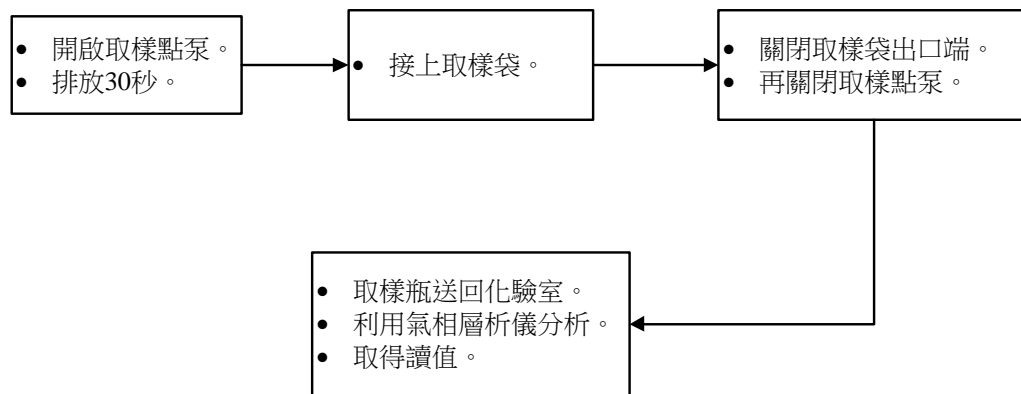 • 開啟取樣點泵。
• 排放30秒。
• 接上取樣袋。
• 關閉取樣袋出口端。
• 再關閉取樣點泵。
• 取樣瓶送回化驗室。
• 利用氣相層析儀分析。
• 取得讀值。